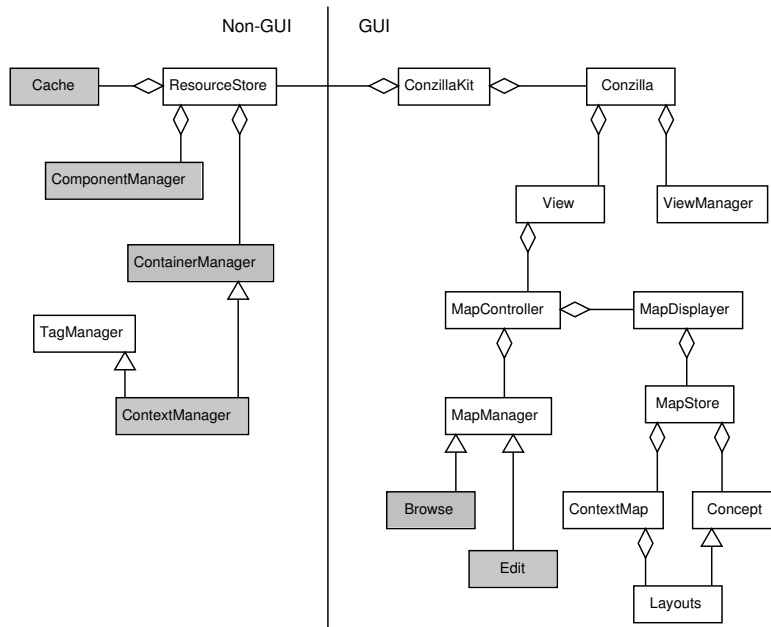 Non-GUI
GUI
Cache
ResourceStore
ConzillaKit
Conzilla
ComponentManager
View
ViewManager
ContainerManager
MapController
MapDisplayer
TagManager
ContextManager
MapManager
MapStore
Browse
ContextMap
Concept
Edit
Layouts